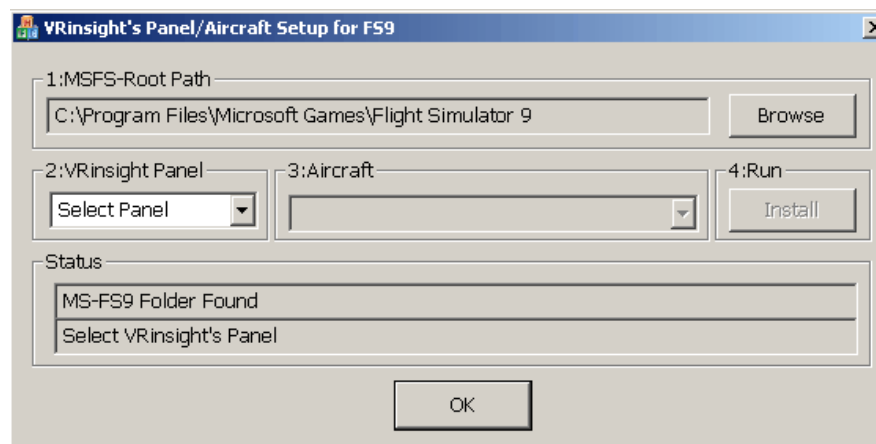 VRinsight's Panel/Aircraft Setup for FS9
1:MSFS-Root Path
C:\Program Files\Microsoft Games\Flight Simulator 9
Browse
2:VRinsight Panel
3:Aircraft
4:Run
Select Panel
Install
Status
MS-FS9 Folder Found
Select VRinsight's Panel
OK